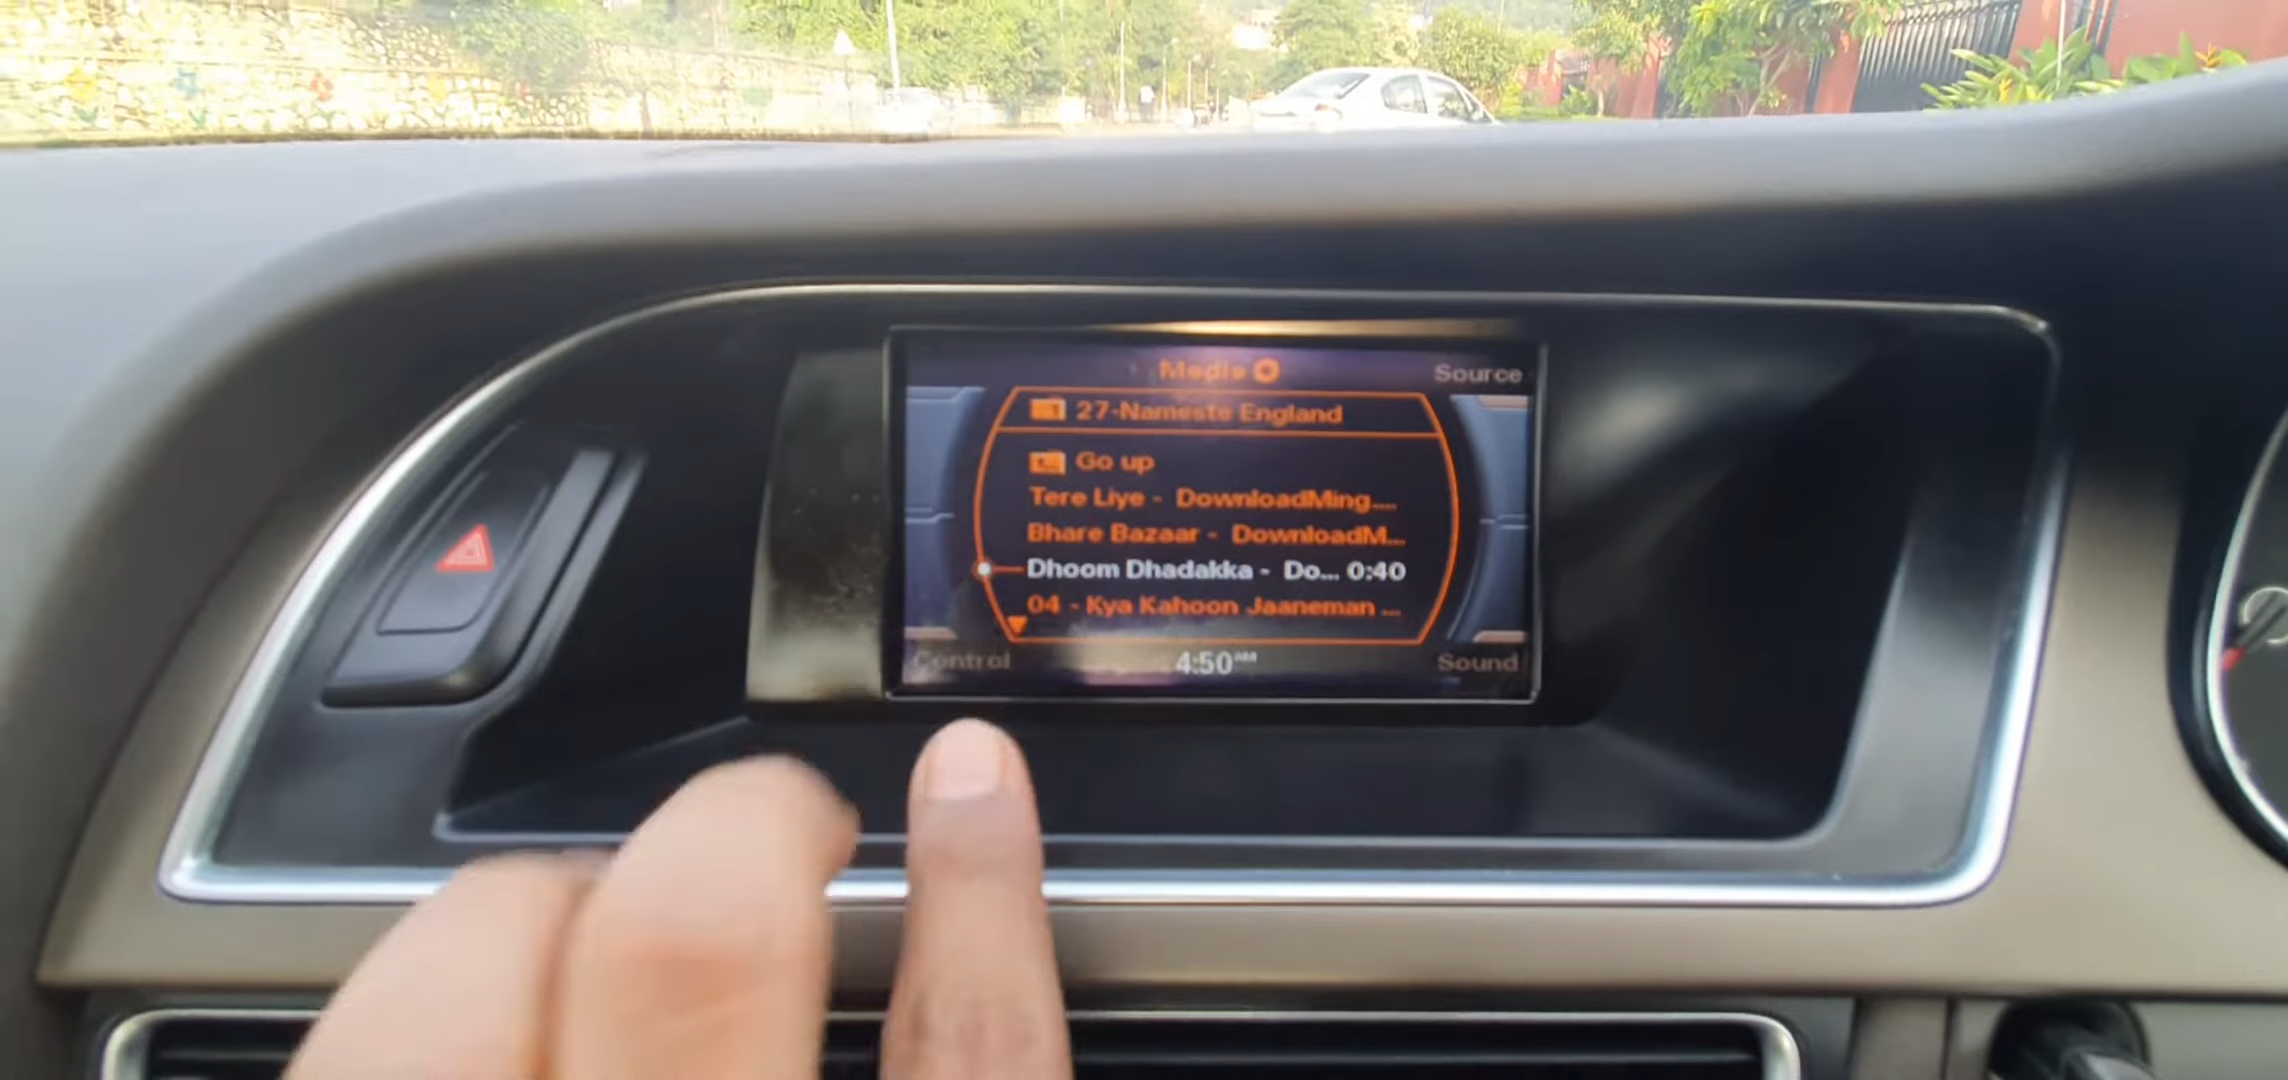 Media
Source
27-Nameste England
Go up
Tere Liye - DownloadMing....
Bhare Bazaar - DownloadM...
Dhoom Dhadakka - Do... 0:40
04 - Kya Kahoon Jaaneman ...
Control
4:50
Sound